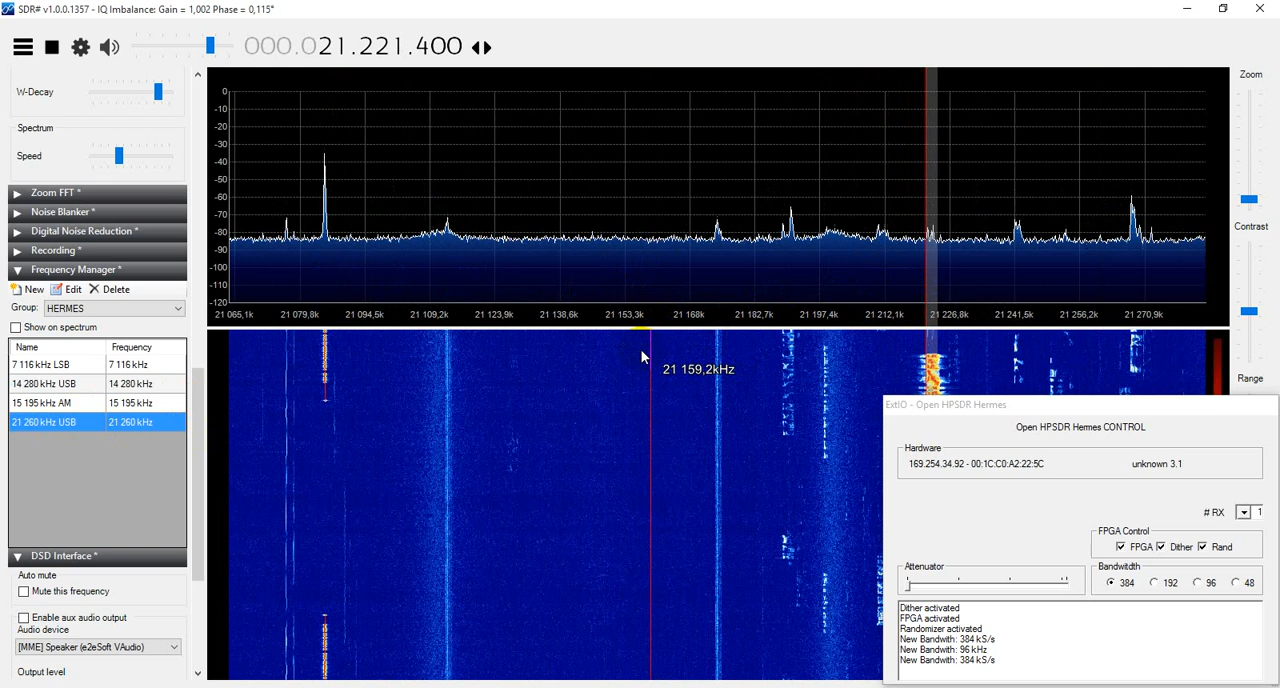 SDR# v1.0.0.1357 - IQ Imbalance: Gain = 1,002 Phase = 0,115°
000.021.221.400
W-Decay
Spectrum
Speed
Zoom FFT *
Noise Blanker *
Digital Noise Reduction *
Recording *
Frequency Manager *
New Edit Delete
Group: HERMES
Show on spectrum
Name Frequency
7 116 kHz LSB 7 116 kHz
14 280 kHz USB 14 280 kHz
15 195 kHz AM 15 195 kHz
21 260 kHz USB 21 260 kHz
DSD Interface *
Auto mute
Mute this frequency
Enable aux audio output
Audio device
[MME] Speaker (e2eSoft VAudio)
Output level
0
-10
-20
-30
-40
-50
-60
-70
-80
-90
-100
-110
-120
21 065,1k 21 079,8k 21 094,5k 21 109,2k 21 123,9k 21 138,6k 21 153,3k 21 168k 21 182,7k 21 197,4k 21 212,1k 21 226,8k 21 241,5k 21 256,2k 21 270,9k
21 159,2kHz
Zoom
Contrast
Range
ExtIO - Open HPSDR Hermes
Open HPSDR Hermes CONTROL
Hardware
169.254.34.92 - 00:1C:C0:A2:22:5C unknown 3.1
# RX 1
FPGA Control
FPGA Dither Rand
Attenuator
Bandwitdth
384 192 96 48
Dither activated
FPGA activated
Randomizer activated
New Bandwith: 384 kS/s
New Bandwith: 96 kHz
New Bandwith: 384 kS/s